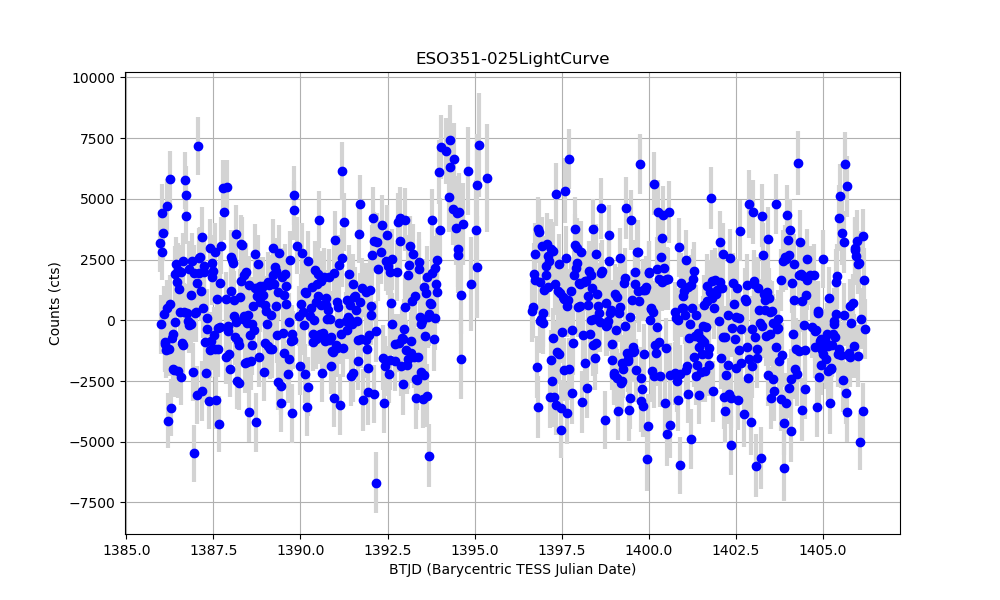 ESO351-025LightCurve
10000
7500
5000
2500
0
−2500
−5000
−7500
Counts (cts)
1385.0 1387.5 1390.0 1392.5 1395.0 1397.5 1400.0 1402.5 1405.0
BTJD (Barycentric TESS Julian Date)